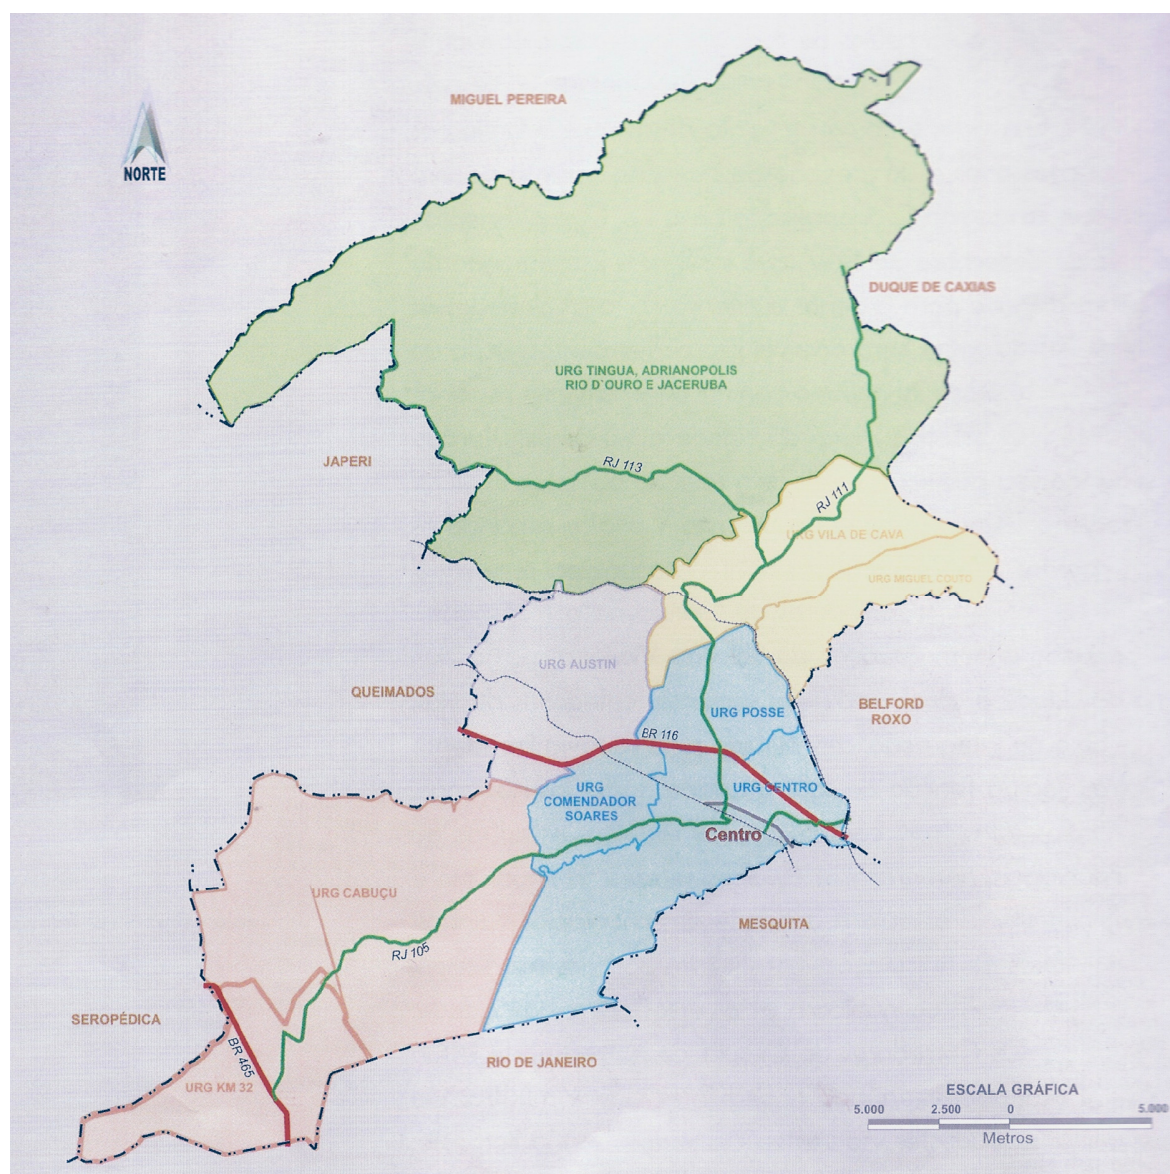 MIGUEL PEREIRA
NORTE
DUQUE DE CAXIAS
URG TINGUA, ADRIANOPOLIS
RIO D`OURO E JACERUBA
JAPERI
RJ 113
RJ 111
URG VILA DE CAVA
URG MIGUEL COUTO
URG AUSTIN
QUEIMADOS
BELFORD
ROXO
URG POSSE
BR 116
URG CENTRO
URG
COMENDADOR
SOARES
Centro
URG CABUÇU
MESQUITA
RJ 105
SEROPÉDICA
BR 465
RIO DE JANEIRO
URG KM 32
ESCALA GRÁFICA
5.000 2.500 0 5.000
Metros